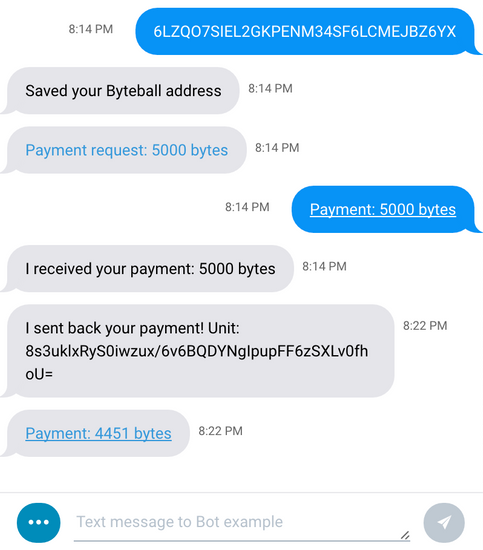 8:14 PM 6LZQO7SIEL2GKPENM34SF6LCMEJBZ6YX
Saved your Byteball address 8:14 PM
Payment request: 5000 bytes 8:14 PM
8:14 PM Payment: 5000 bytes
I received your payment: 5000 bytes 8:14 PM
I sent back your payment! Unit: 8:22 PM
8s3uklxRyS0iwzux/6v6BQDYNgIpupFF6zSXLv0fh
oU=
Payment: 4451 bytes 8:22 PM
Text message to Bot example